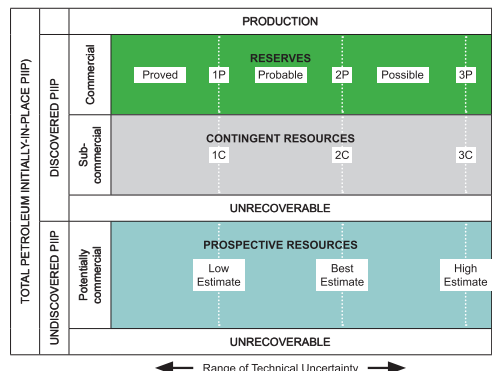 PRODUCTION
TOTAL PETROLEUM INITIALLY-IN-PLACE PIIP)
DISCOVERED PIIP
Commercial
RESERVES
Proved 1P Probable 2P Possible 3P
Sub-
commercial
CONTINGENT RESOURCES
1C 2C 3C
UNRECOVERABLE
UNDISCOVERED PIIP
Potentially
commercial
PROSPECTIVE RESOURCES
Low
Estimate
Best
Estimate
High
Estimate
UNRECOVERABLE
Range of Technical Uncertainty